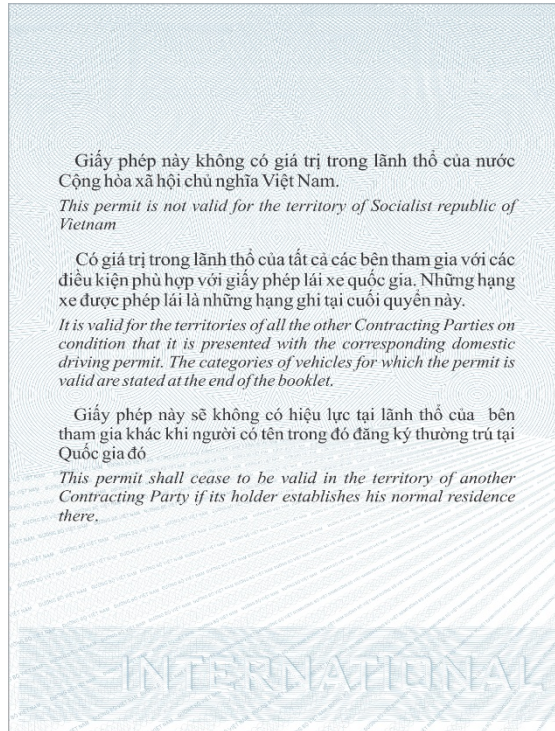 Giấy phép này không có giá trị trong lãnh thổ của nước
Cộng hòa xã hội chủ nghĩa Việt Nam.
This permit is not valid for the territory of Socialist republic of
Vietnam
Có giá trị trong lãnh thổ của tất cả các bên tham gia với các
điều kiện phù hợp với giấy phép lái xe quốc gia. Những hạng
xe được phép lái là những hạng ghi tại cuối quyển này.
It is valid for the territories of all the other Contracting Parties on
condition that it is presented with the corresponding domestic
driving permit. The categories of vehicles for which the permit is
valid are stated at the end of the booklet.
Giấy phép này sẽ không có hiệu lực tại lãnh thổ của bên
tham gia khác khi người có tên trong đó đăng ký thường trú tại
Quốc gia đó
This permit shall cease to be valid in the territory of another
Contracting Party if its holder establishes his normal residence
there.
INTERNATIONAL